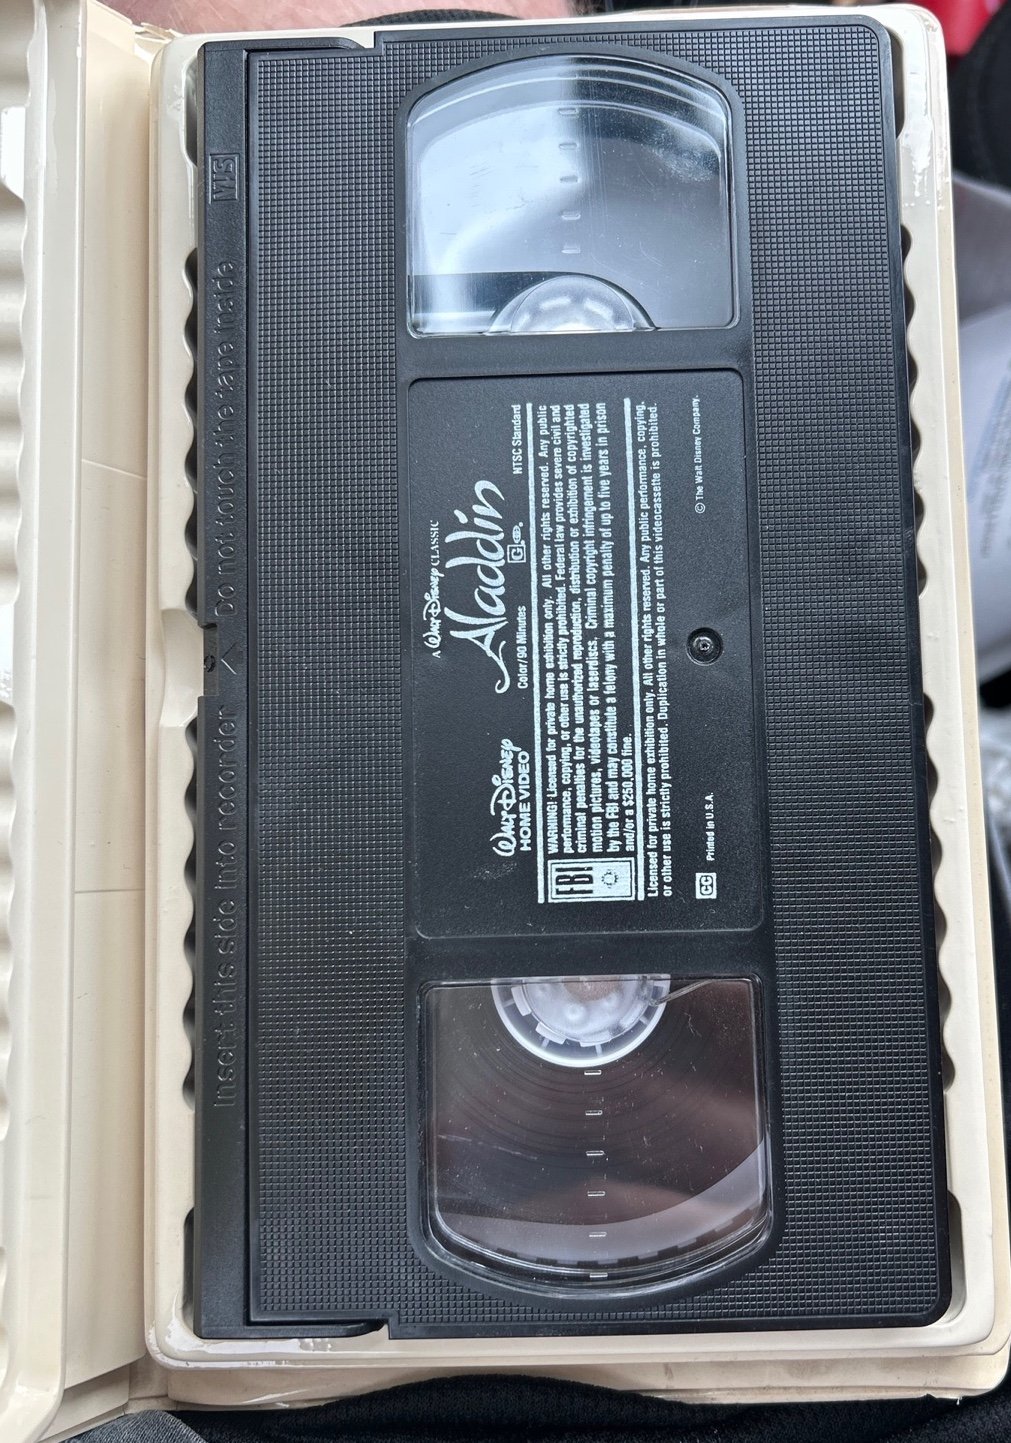 VHS
Insert this side into recorder
Do not touch the tape inside
A Walt Disney CLASSIC
Aladdin
Walt Disney
HOME VIDEO
Color/90 Minutes
G
NTSC Standard
FBI
WARNING: Licensed for private home exhibition only. All other rights reserved. Any public
performance, copying, or other use is strictly prohibited. Federal law provides severe civil and
criminal penalties for the unauthorized reproduction, distribution or exhibition of copyrighted
motion pictures, videotapes or laserdiscs. Criminal copyright infringement is investigated
by the FBI and may constitute a felony with a maximum penalty of up to five years in prison
and/or a $250,000 fine.
Licensed for private home exhibition only. All other rights reserved. Any public performance, copying,
or other use is strictly prohibited. Duplication in whole or part of this videocassette is prohibited.
CC
Printed in U.S.A.
© The Walt Disney Company.